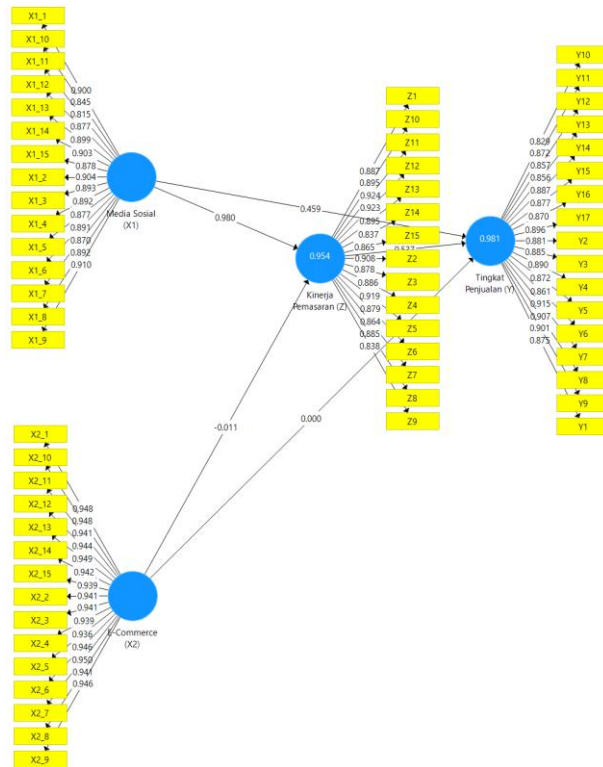 X1_1
X1_10
X1_11
X1_12
X1_13
X1_14
X1_15
X1_2
X1_3
X1_4
X1_5
X1_6
X1_7
X1_8
X1_9
0.900
0.845
0.815
0.877
0.899
0.903
0.878
0.904
0.893
0.892
0.877
0.891
0.870
0.892
0.910
Media Sosial
(X1)
0.980
0.459
Z1
Z10
Z11
Z12
Z13
Z14
Z15
Z2
Z3
Z4
Z5
Z6
Z7
Z8
Z9
0.887
0.895
0.924
0.923
0.895
0.837
0.865
0.908
0.878
0.886
0.919
0.879
0.864
0.885
0.838
0.954
Kinerja
Pemasaran (Z)
Y10
Y11
Y12
Y13
Y14
Y15
Y16
Y17
Y2
Y3
Y4
Y5
Y6
Y7
Y8
Y9
Y1
0.829
0.872
0.857
0.856
0.887
0.877
0.870
0.896
0.881
0.885
0.890
0.872
0.861
0.915
0.907
0.901
0.875
0.981
Tingkat
Penjualan (Y)
-0.011
0.000
X2_1
X2_10
X2_11
X2_12
X2_13
X2_14
X2_15
X2_2
X2_3
X2_4
X2_5
X2_6
X2_7
X2_8
X2_9
0.948
0.948
0.941
0.944
0.949
0.942
0.939
0.941
0.941
0.939
0.936
0.946
0.950
0.941
0.946
E-Commerce
(X2)